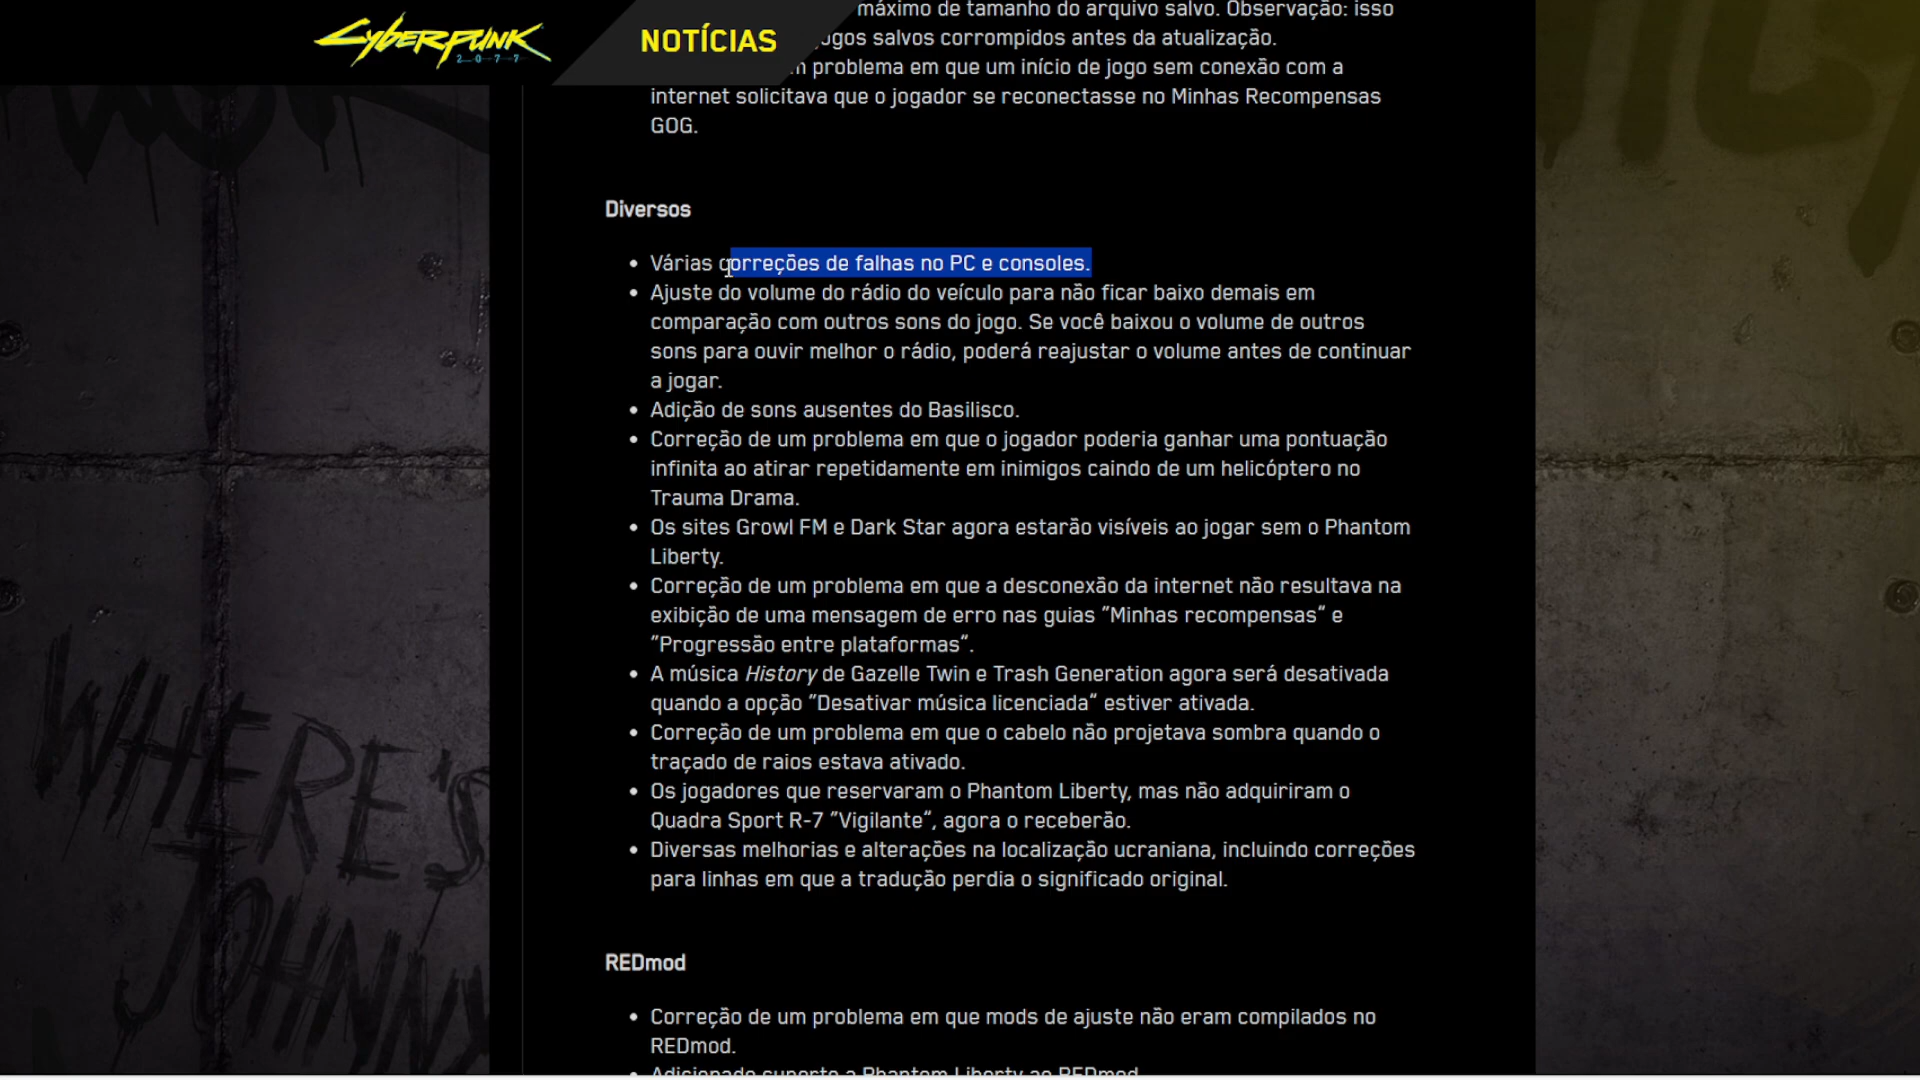 máximo de tamanho do arquivo salvo. Observação: isso
CYBERPUNK
2077
NOTÍCIAS
jogos salvos corrompidos antes da atualização.
problema em que um início de jogo sem conexão com a
internet solicitava que o jogador se reconectasse no Minhas Recompensas
GOG.
Diversos
• Várias correções de falhas no PC e consoles.
• Ajuste do volume do rádio do veículo para não ficar baixo demais em
comparação com outros sons do jogo. Se você baixou o volume de outros
sons para ouvir melhor o rádio, poderá reajustar o volume antes de continuar
a jogar.
• Adição de sons ausentes do Basilisco.
• Correção de um problema em que o jogador poderia ganhar uma pontuação
infinita ao atirar repetidamente em inimigos caindo de um helicóptero no
Trauma Drama.
• Os sites Growl FM e Dark Star agora estarão visíveis ao jogar sem o Phantom
Liberty.
• Correção de um problema em que a desconexão da internet não resultava na
exibição de uma mensagem de erro nas guias "Minhas recompensas" e
"Progressão entre plataformas".
• A música History de Gazelle Twin e Trash Generation agora será desativada
quando a opção "Desativar música licenciada" estiver ativada.
• Correção de um problema em que o cabelo não projetava sombra quando o
traçado de raios estava ativado.
• Os jogadores que reservaram o Phantom Liberty, mas não adquiriram o
Quadra Sport R-7 "Vigilante", agora o receberão.
• Diversas melhorias e alterações na localização ucraniana, incluindo correções
para linhas em que a tradução perdia o significado original.
REDmod
• Correção de um problema em que mods de ajuste não eram compilados no
REDmod.
• Adicionado suporte a Phantom Liberty ao REDmod
WHERE'S
JOHNNY